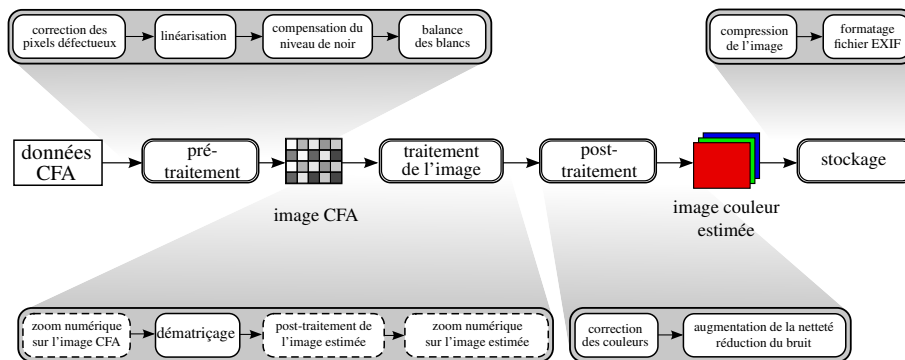 correction des
pixels défectueux
linéarisation
compensation du
niveau de noir
balance
des blancs
compression
de l'image
formatage
fichier EXIF
données
CFA
pré-
traitement
image CFA
traitement
de l'image
post-
traitement
image couleur
estimée
stockage
zoom numérique
sur l'image CFA
dématriçage
post-traitement de
l'image estimée
zoom numérique
sur l'image estimée
correction
des couleurs
augmentation de la netteté
réduction du bruit